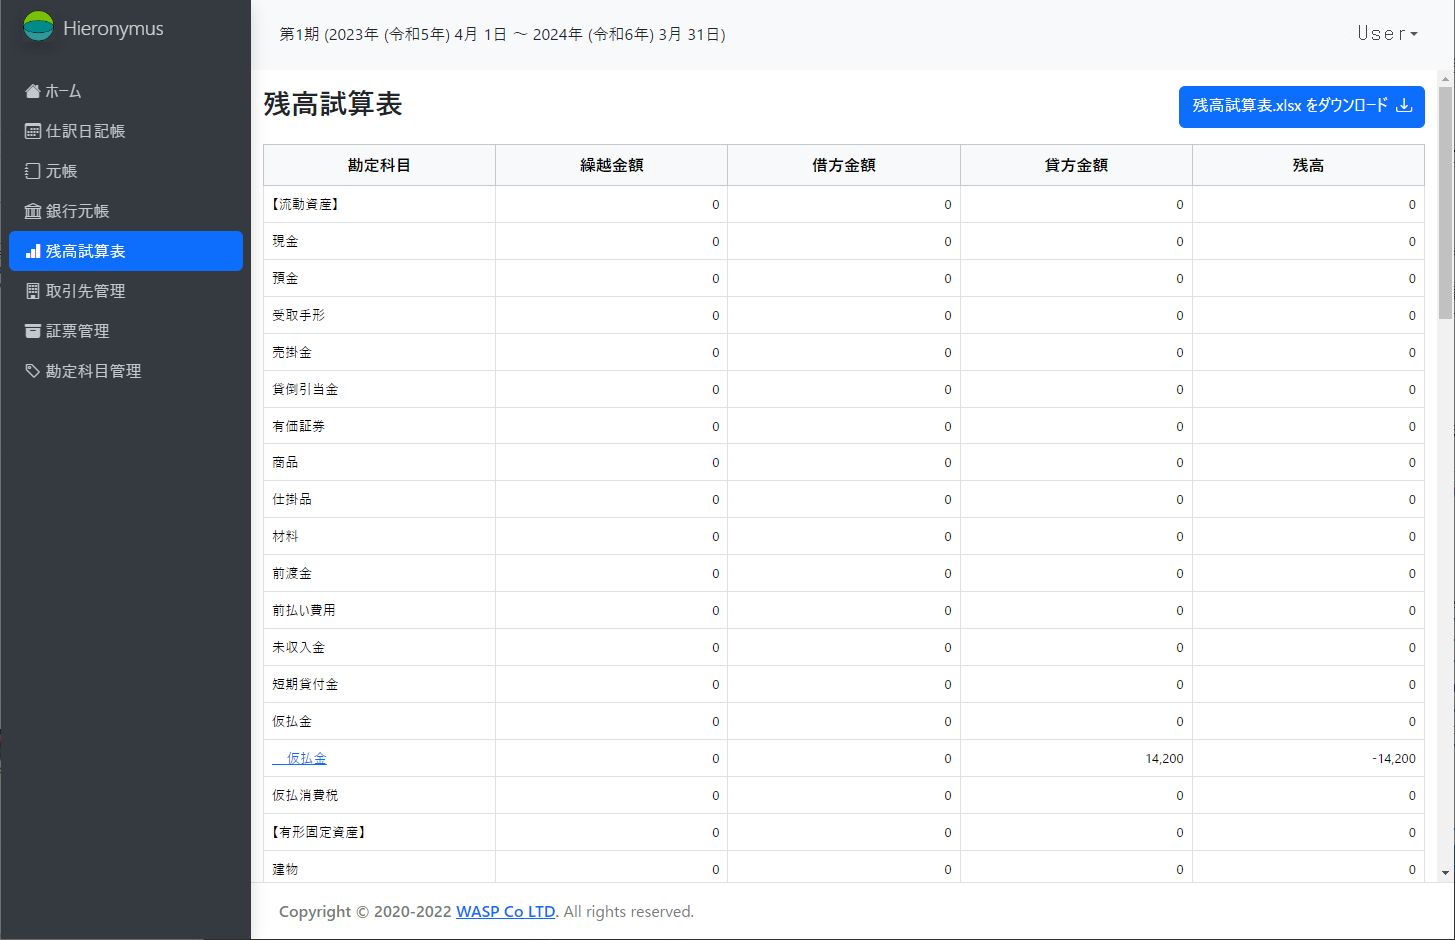 Hieronymus
第1期 (2023年 (令和5年) 4月 1日 ～ 2024年 (令和6年) 3月 31日)
User
ホーム
仕訳日記帳
元帳
銀行元帳
残高試算表
取引先管理
証票管理
勘定科目管理
残高試算表
残高試算表.xlsx をダウンロード
勘定科目 繰越金額 借方金額 貸方金額 残高
【流動資産】 0 0 0 0
現金 0 0 0 0
預金 0 0 0 0
受取手形 0 0 0 0
売掛金 0 0 0 0
貸倒引当金 0 0 0 0
有価証券 0 0 0 0
商品 0 0 0 0
仕掛品 0 0 0 0
材料 0 0 0 0
前渡金 0 0 0 0
前払い費用 0 0 0 0
未収入金 0 0 0 0
短期貸付金 0 0 0 0
仮払金 0 0 0 0
仮払金 0 0 14,200 -14,200
仮払消費税 0 0 0 0
【有形固定資産】 0 0 0 0
建物 0 0 0 0
Copyright © 2020-2022 WASP Co LTD. All rights reserved.